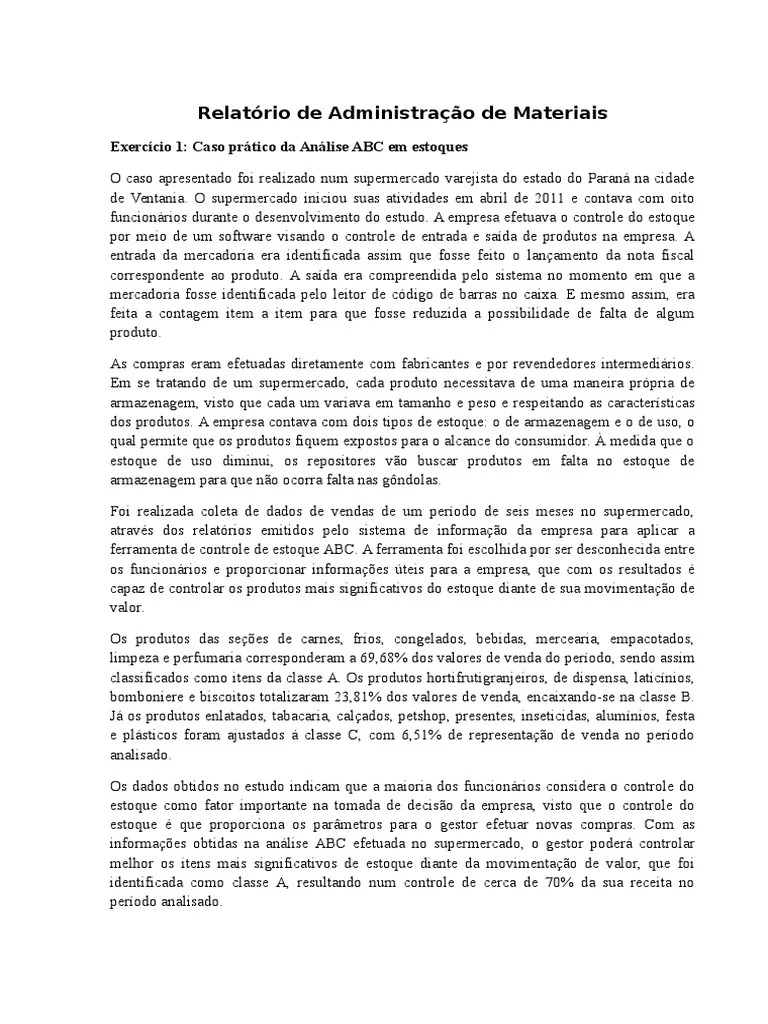 Relatório de Administração de Materiais
Exercício 1: Caso prático da Análise ABC em estoques
O caso apresentado foi realizado num supermercado varejista do estado do Paraná na cidade
de Ventania. O supermercado iniciou suas atividades em abril de 2011 e contava com oito
funcionários durante o desenvolvimento do estudo. A empresa efetuava o controle do estoque
por meio de um software visando o controle de entrada e saída de produtos na empresa. A
entrada da mercadoria era identificada assim que fosse feito o lançamento da nota fiscal
correspondente ao produto. A saída era compreendida pelo sistema no momento em que a
mercadoria fosse identificada pelo leitor de código de barras no caixa. E mesmo assim, era
feita a contagem item a item para que fosse reduzida a possibilidade de falta de algum
produto.
As compras eram efetuadas diretamente com fabricantes e por revendedores intermediários.
Em se tratando de um supermercado, cada produto necessitava de uma maneira própria de
armazenagem, visto que cada um variava em tamanho e peso e respeitando as características
dos produtos. A empresa contava com dois tipos de estoque: o de armazenagem e o de uso, o
qual permite que os produtos fiquem expostos para o alcance do consumidor. À medida que o
estoque de uso diminui, os repositores vão buscar produtos em falta no estoque de
armazenagem para que não ocorra falta nas gôndolas.
Foi realizada coleta de dados de vendas de um período de seis meses no supermercado,
através dos relatórios emitidos pelo sistema de informação da empresa para aplicar a
ferramenta de controle de estoque ABC. A ferramenta foi escolhida por ser desconhecida entre
os funcionários e proporcionar informações úteis para a empresa, que com os resultados é
capaz de controlar os produtos mais significativos do estoque diante de sua movimentação de
valor.
Os produtos das seções de carnes, frios, congelados, bebidas, mercearia, empacotados,
limpeza e perfumaria corresponderam a 69,68% dos valores de venda do período, sendo assim
classificados como itens da classe A. Os produtos hortifrutigranjeiros, de dispensa, laticínios,
bomboniere e biscoitos totalizaram 23,81% dos valores de venda, encaixando-se na classe B.
Já os produtos enlatados, tabacaria, calçados, petshop, presentes, inseticidas, alumínios, festa
e plásticos foram ajustados à classe C, com 6,51% de representação de venda no período
analisado.
Os dados obtidos no estudo indicam que a maioria dos funcionários considera o controle do
estoque como fator importante na tomada de decisão da empresa, visto que o controle do
estoque é que proporciona os parâmetros para o gestor efetuar novas compras. Com as
informações obtidas na análise ABC efetuada no supermercado, o gestor poderá controlar
melhor os itens mais significativos de estoque diante da movimentação de valor, que foi
identificada como classe A, resultando num controle de cerca de 70% da sua receita no
período analisado.